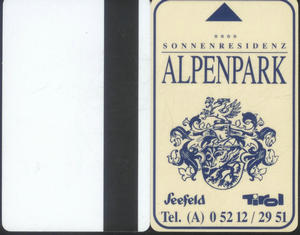 ****
SONNENRESIDENZ
ALPENPARK
Seefeld Tirol
Tel. (A) 0 52 12 / 29 51